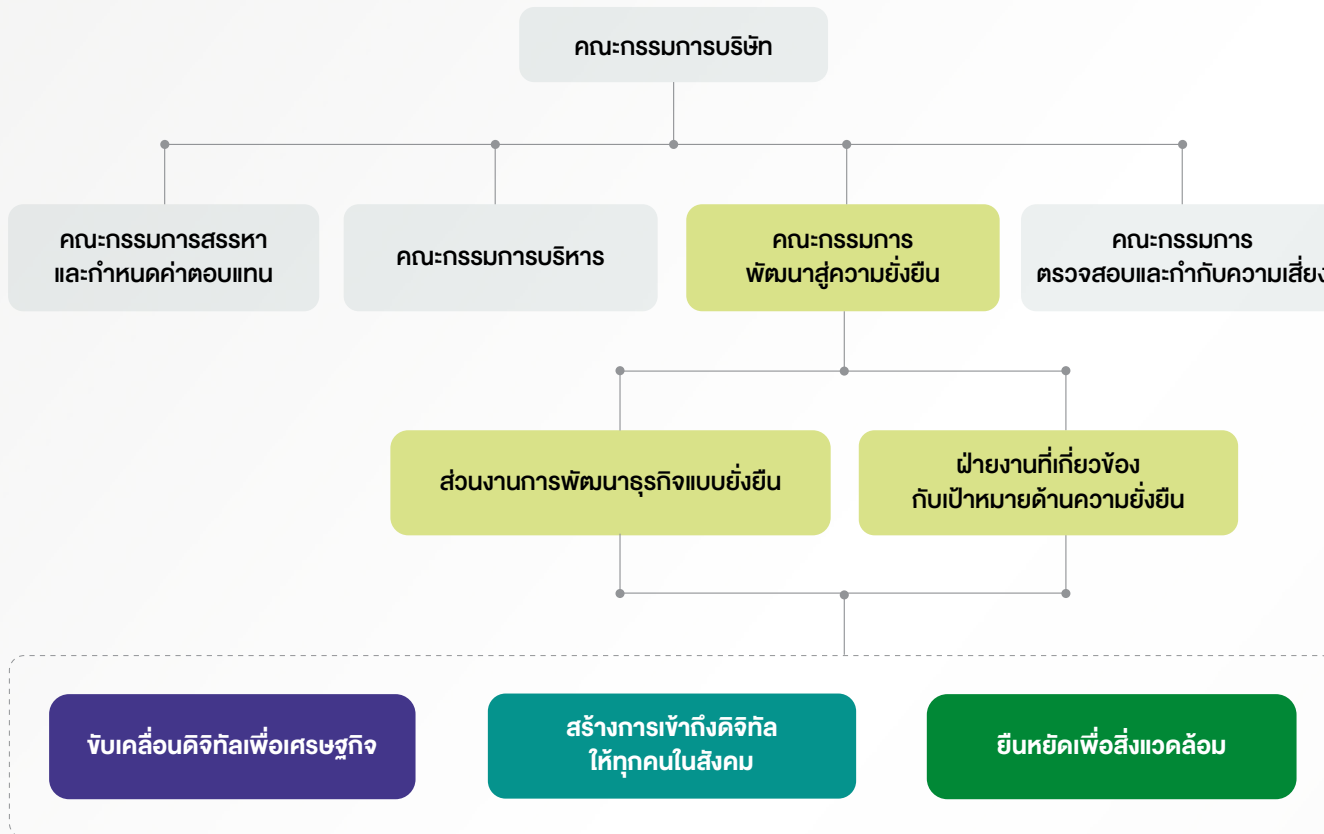 คณะกรรมการบริษัท
คณะกรรมการสรรหา
และกำหนดค่าตอบแทน
คณะกรรมการบริหาร
คณะกรรมการ
พัฒนาสู่ความยั่งยืน
คณะกรรมการ
ตรวจสอบและกำกับความเสี่ยง
ส่วนงานการพัฒนาธุรกิจแบบยั่งยืน
ฝ่ายงานที่เกี่ยวข้อง
กับเป้าหมายด้านความยั่งยืน
ขับเคลื่อนดิจิทัลเพื่อเศรษฐกิจ
สร้างการเข้าถึงดิจิทัล
ให้ทุกคนในสังคม
ยืนหยัดเพื่อสิ่งแวดล้อม